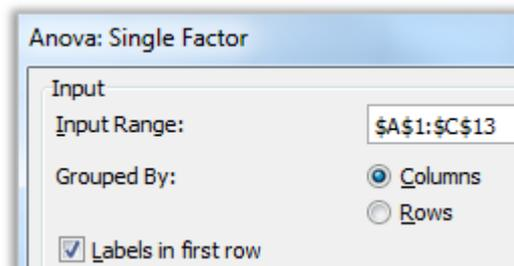 Anova: Single Factor
Input
Input Range: $A$1:$C$13
Grouped By: Columns
Rows
Labels in first row